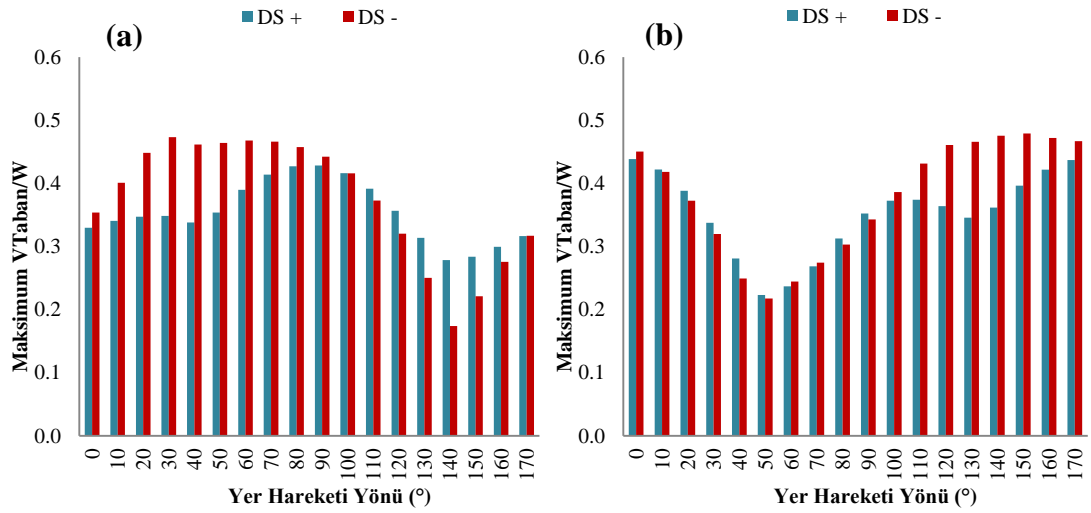 DS + DS -
(a)
Maksimum VTaban/W
0.6
0.5
0.4
0.3
0.2
0.1
0.0
0 10 20 30 40 50 60 70 80 90 100 110 120 130 140 150 160 170
Yer Hareketi Yönü (°)
DS + DS -
(b)
Maksimum VTaban/W
0.6
0.5
0.4
0.3
0.2
0.1
0.0
0 10 20 30 40 50 60 70 80 90 100 110 120 130 140 150 160 170
Yer Hareketi Yönü (°)